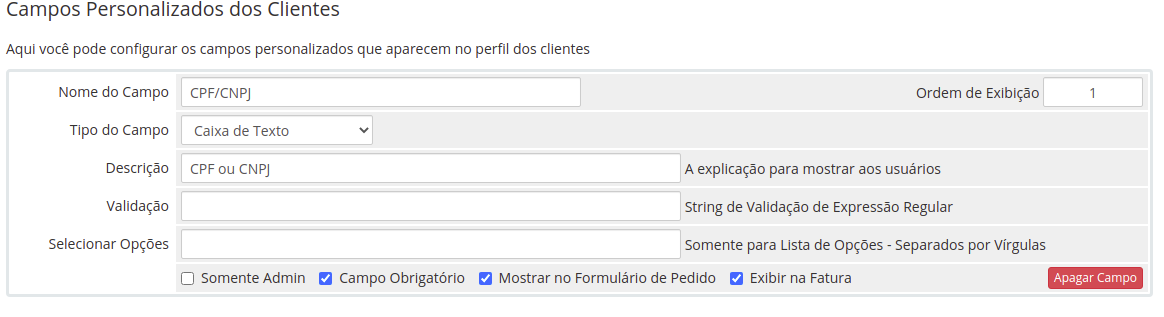 Campos Personalizados dos Clientes
Aqui você pode configurar os campos personalizados que aparecem no perfil dos clientes
Nome do Campo CPF/CNPJ Ordem de Exibição 1
Tipo do Campo Caixa de Texto
Descrição CPF ou CNPJ A explicação para mostrar aos usuários
Validação String de Validação de Expressão Regular
Selecionar Opções Somente para Lista de Opções - Separados por Vírgulas
Somente Admin Campo Obrigatório Mostrar no Formulário de Pedido Exibir na Fatura Apagar Campo